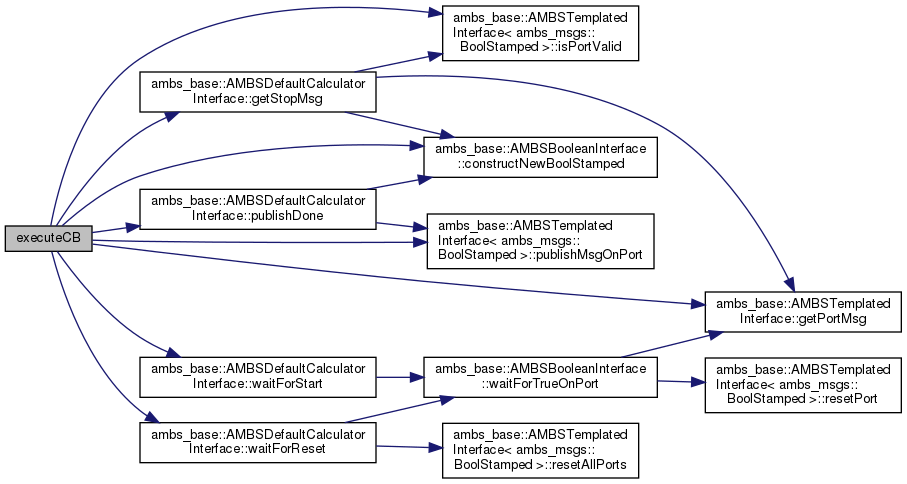 executeCB
ambs_base::AMBSTemplated
Interface< ambs_msgs::
BoolStamped >::isPortValid
ambs_base::AMBSDefaultCalculator
Interface::getStopMsg
ambs_base::AMBSBooleanInterface
::constructNewBoolStamped
ambs_base::AMBSDefaultCalculator
Interface::publishDone
ambs_base::AMBSTemplated
Interface< ambs_msgs::
BoolStamped >::publishMsgOnPort
ambs_base::AMBSTemplated
Interface::getPortMsg
ambs_base::AMBSDefaultCalculator
Interface::waitForStart
ambs_base::AMBSBooleanInterface
::waitForTrueOnPort
ambs_base::AMBSTemplated
Interface< ambs_msgs::
BoolStamped >::resetPort
ambs_base::AMBSDefaultCalculator
Interface::waitForReset
ambs_base::AMBSTemplated
Interface< ambs_msgs::
BoolStamped >::resetAllPorts